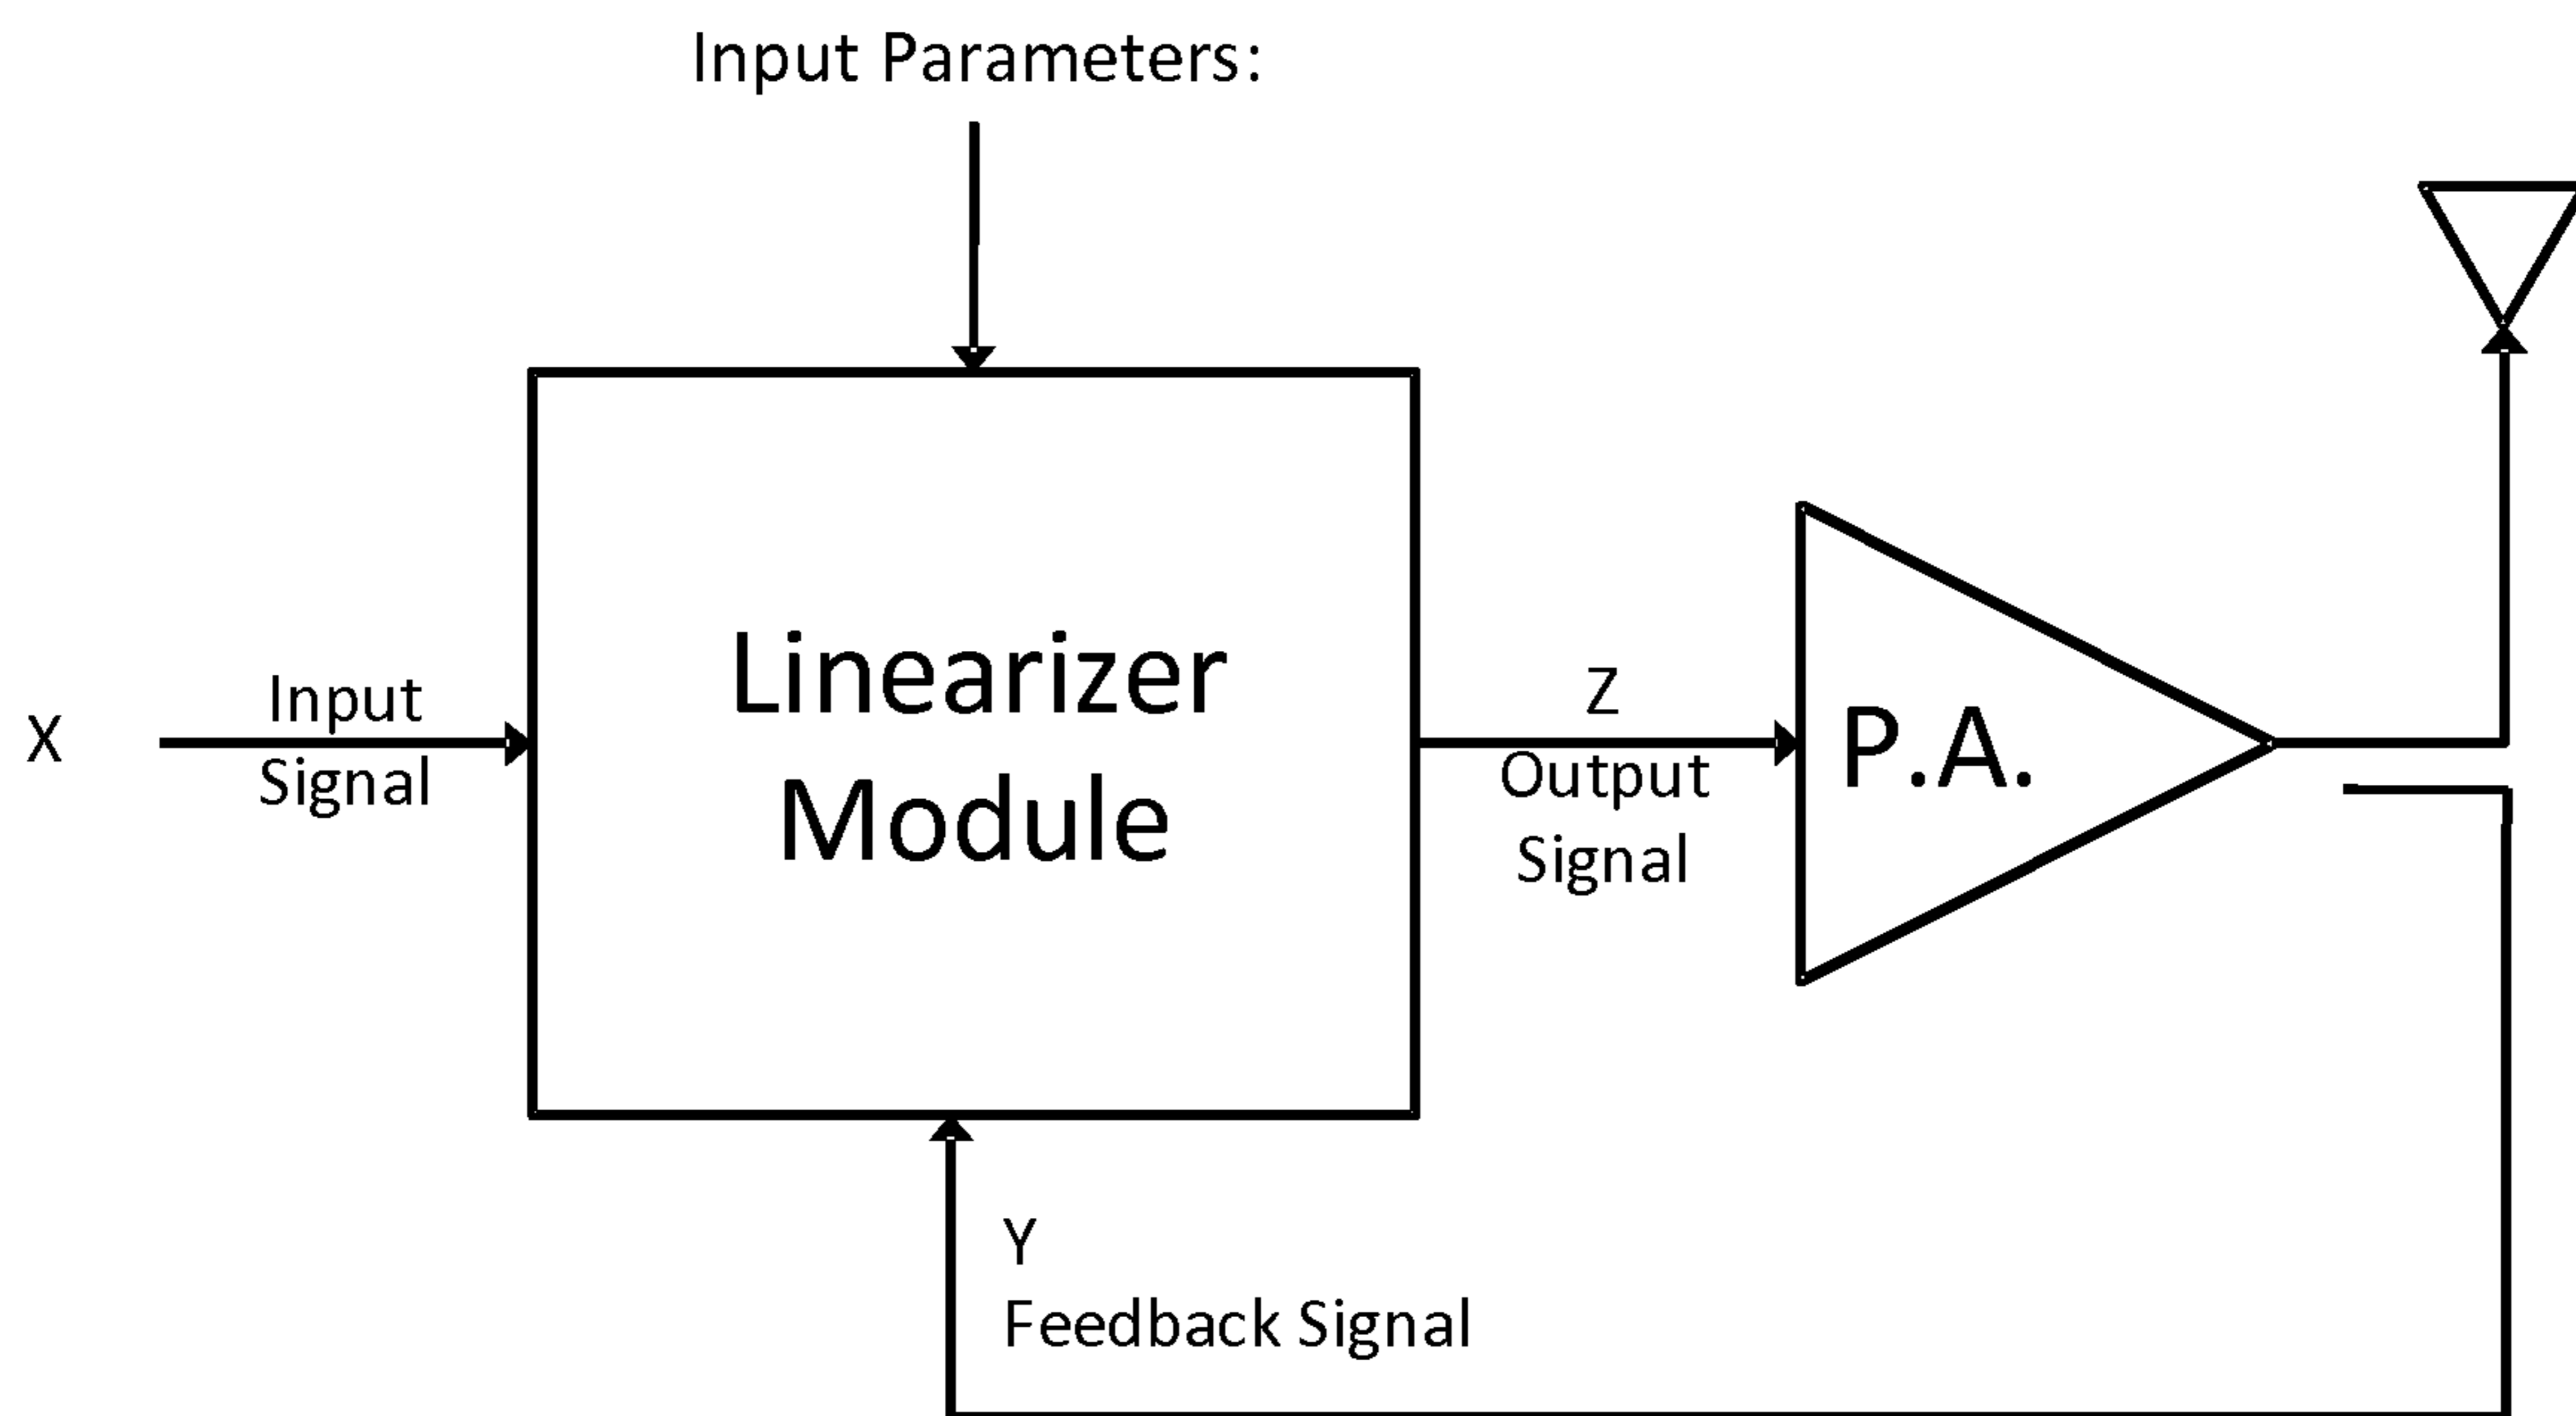 Input Parameters:
X
Input
Signal
Linearizer
Module
Z
Output
Signal
P.A.
Y
Feedback Signal